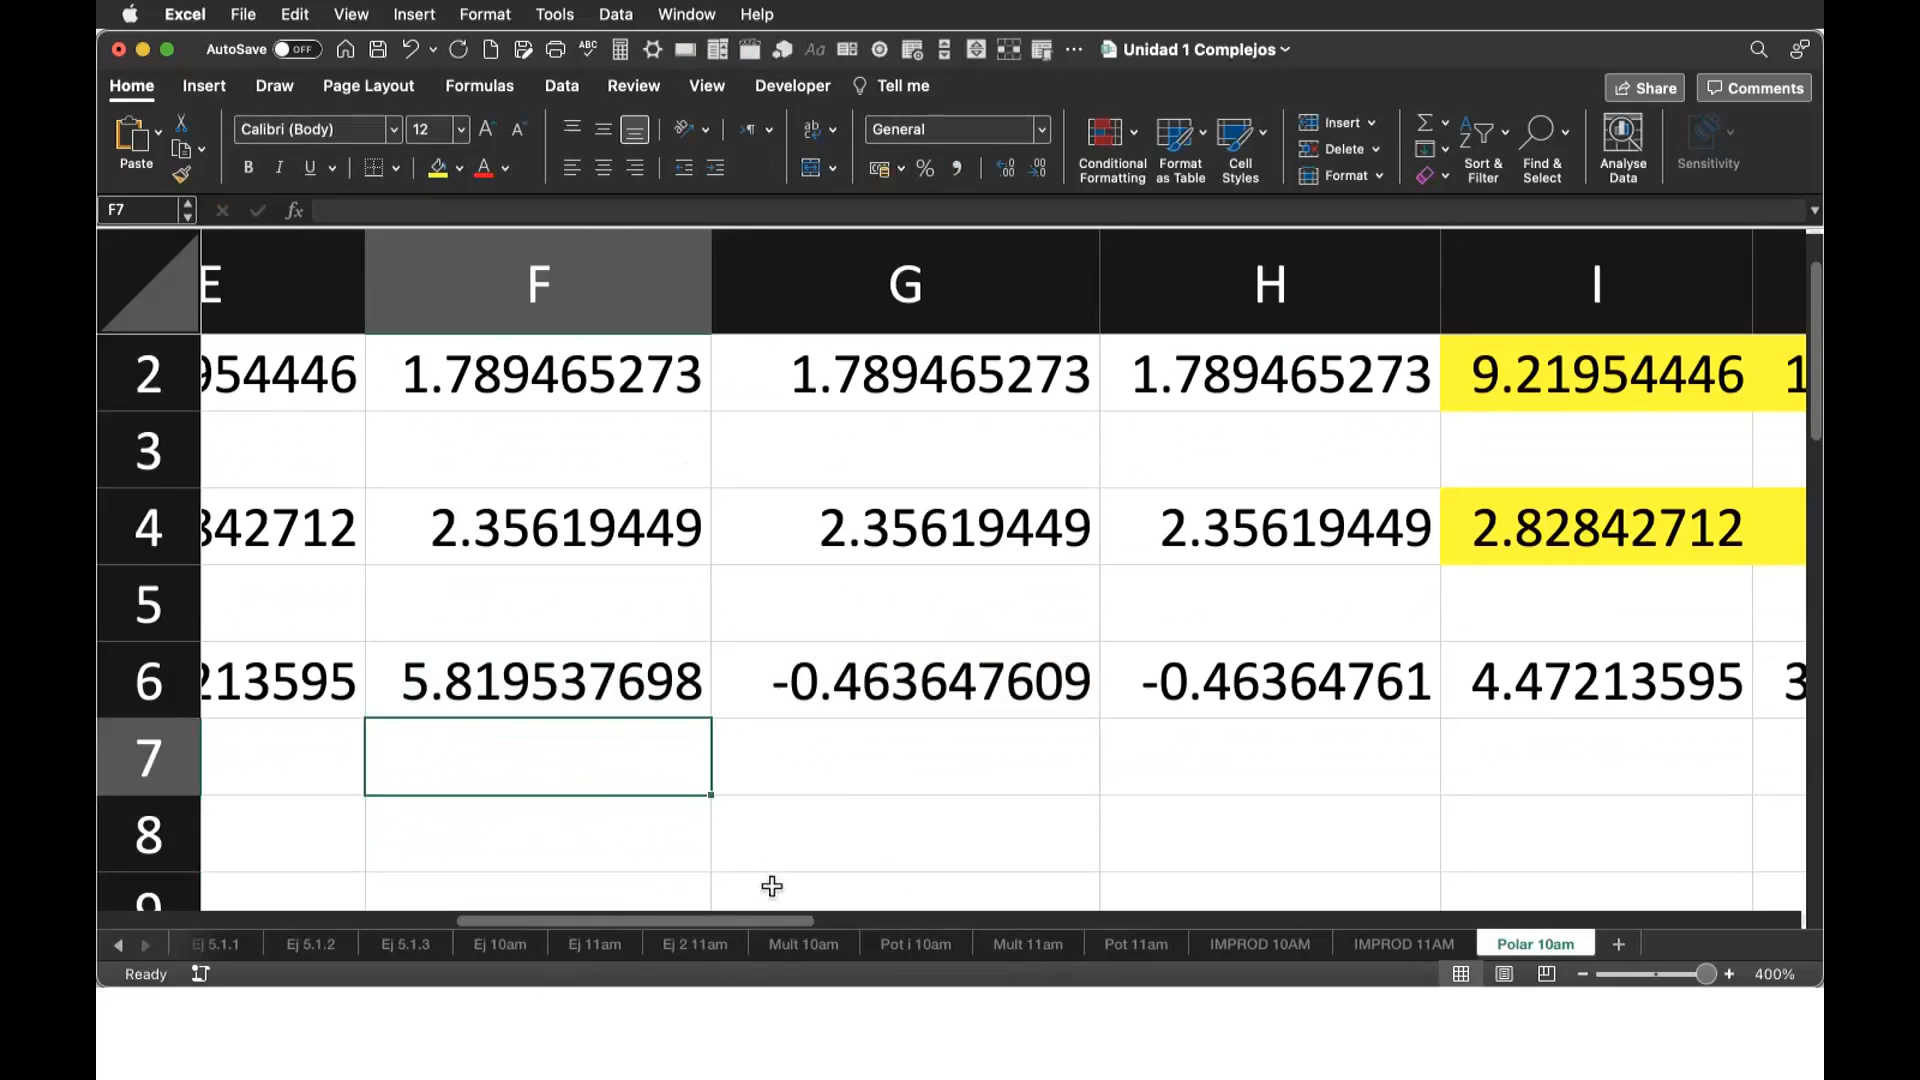 Excel File Edit View Insert Format Tools Data Window Help
AutoSave OFF ABC Aa ... Unidad 1 Complejos
Home Insert Draw Page Layout Formulas Data Review View Developer Tell me Share Comments
Paste Calibri (Body) 12 A A ab General Conditional Formatting Format as Table Cell Styles Insert Delete Format Sort & Filter Find & Select Analyse Data Sensitivity
B I U A % ,
F7 fx
E F G H I
2 954446 1.789465273 1.789465273 1.789465273 9.21954446 1
3
4 842712 2.35619449 2.35619449 2.35619449 2.82842712
5
6 213595 5.819537698 -0.463647609 -0.46364761 4.47213595 3
7
8
9
Ej 5.1.1 Ej 5.1.2 Ej 5.1.3 Ej 10am Ej 11am Ej 2 11am Mult 10am Pot i 10am Mult 11am Pot 11am IMPROD 10AM IMPROD 11AM Polar 10am +
Ready - + 400%